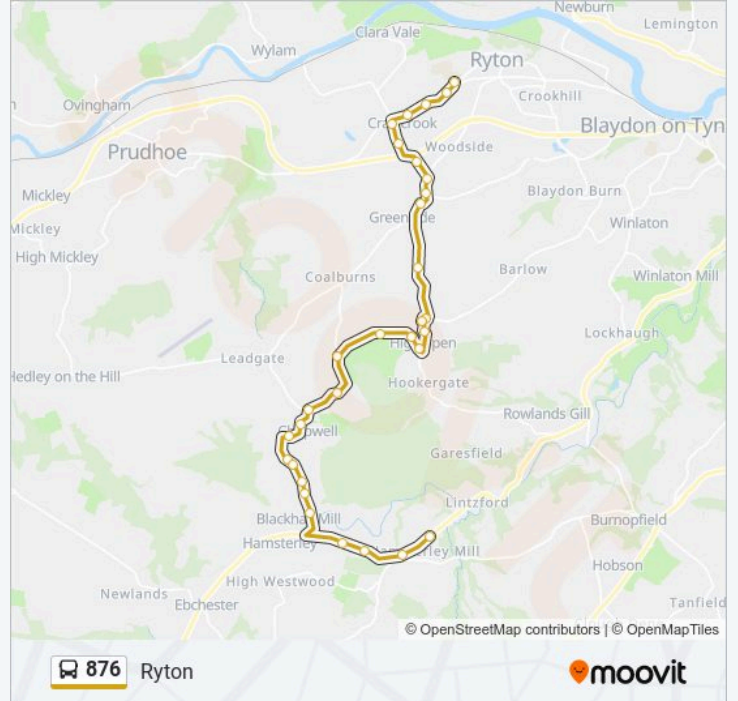 Newburn
Clara Vale
Lemington
Wylam
Ryton
Crookhill
Ovingham
Blaydon on Tyn
Prudhoe
Woodside
Mickley
Blaydon Burn
Mickley
Winlaton
High Mickley
Barlow
Winlaton Mill
Coalburns
Lockhaugh
Leadgate
Hedley on the Hill
Hookergate
Rowlands Gill
Garesfield
Lintzford
Burnopfield
Hamsterley
Hobson
High Westwood
Newlands
Ebchester
Tanfield
© OpenStreetMap contributors | © OpenMapTiles
876 Ryton
moovit